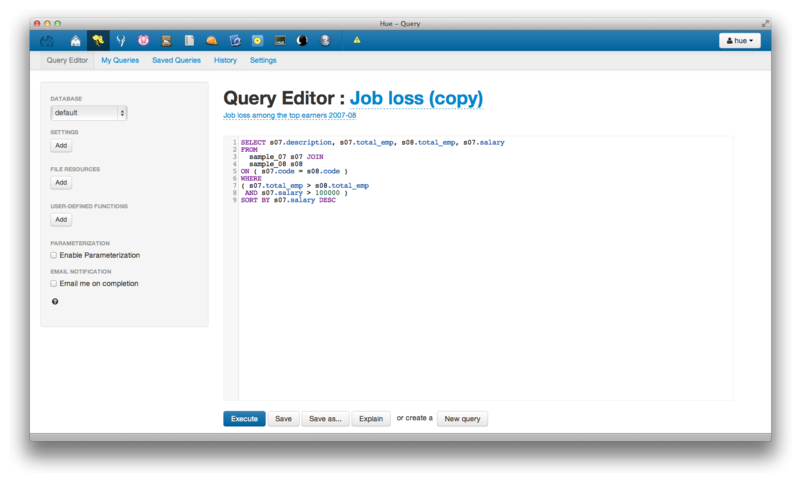 Hue - Query
hue
Query Editor
My Queries
Saved Queries
History
Settings
DATABASE
default
SETTINGS
Add
FILE RESOURCES
Add
USER-DEFINED FUNCTIONS
Add
PARAMETERIZATION
Enable Parameterization
EMAIL NOTIFICATION
Email me on completion
Query Editor : Job loss (copy)
Job loss among the top earners 2007-08
1 SELECT s07.description, s07.total_emp, s08.total_emp, s07.salary
2 FROM
3   sample_07 s07 JOIN
4   sample_08 s08
5 ON ( s07.code = s08.code )
6 WHERE
7 ( s07.total_emp > s08.total_emp
8  AND s07.salary > 100000 )
9 SORT BY s07.salary DESC
Execute
Save
Save as...
Explain
or create a
New query